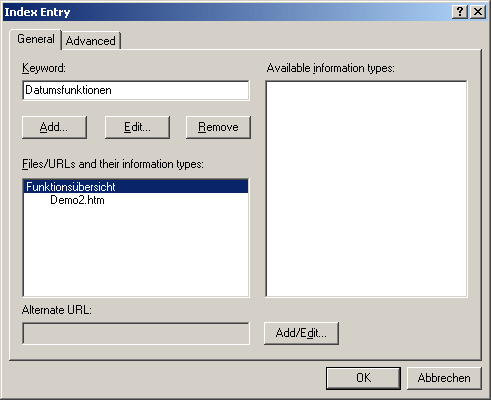 Index Entry
General
Advanced
Keyword:
Datumsfunktionen
Add...
Edit...
Remove
Files/URLs and their information types:
Funktionsübersicht
Demo2.htm
Alternate URL:
Available information types:
Add/Edit...
OK
Abbrechen